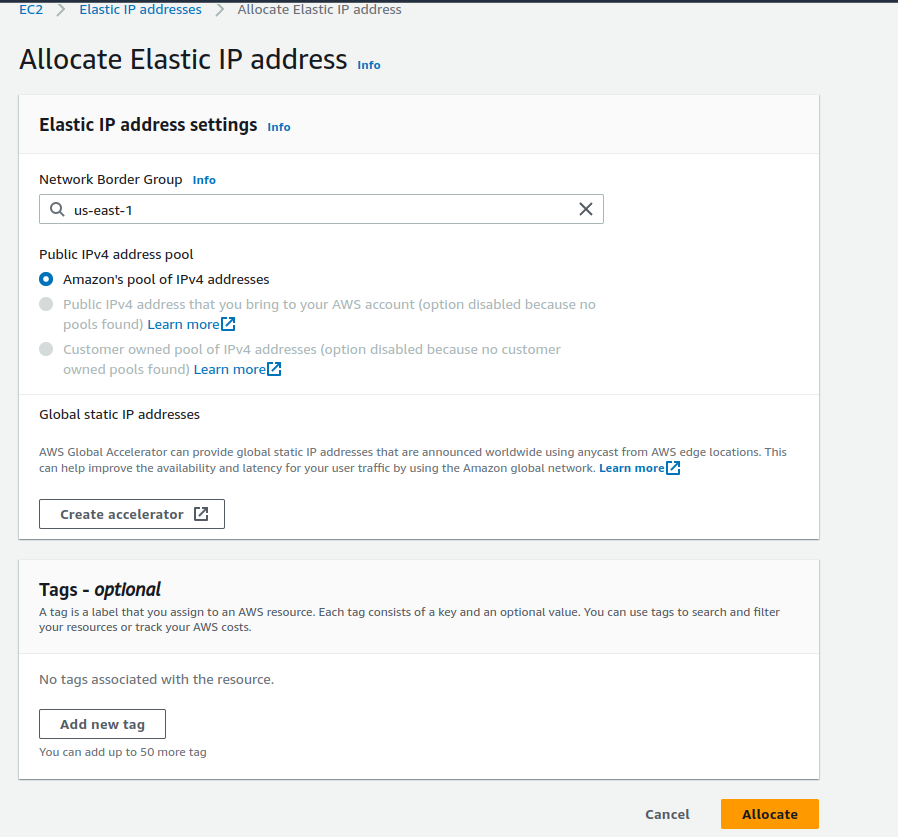 EC2 > Elastic IP addresses > Allocate Elastic IP address
Allocate Elastic IP address Info
Elastic IP address settings Info
Network Border Group Info
us-east-1
Public IPv4 address pool
Amazon's pool of IPv4 addresses
Public IPv4 address that you bring to your AWS account (option disabled because no
pools found) Learn more
Customer owned pool of IPv4 addresses (option disabled because no customer
owned pools found) Learn more
Global static IP addresses
AWS Global Accelerator can provide global static IP addresses that are announced worldwide using anycast from AWS edge locations. This
can help improve the availability and latency for your user traffic by using the Amazon global network. Learn more
Create accelerator
Tags - optional
A tag is a label that you assign to an AWS resource. Each tag consists of a key and an optional value. You can use tags to search and filter
your resources or track your AWS costs.
No tags associated with the resource.
Add new tag
You can add up to 50 more tag
Cancel Allocate